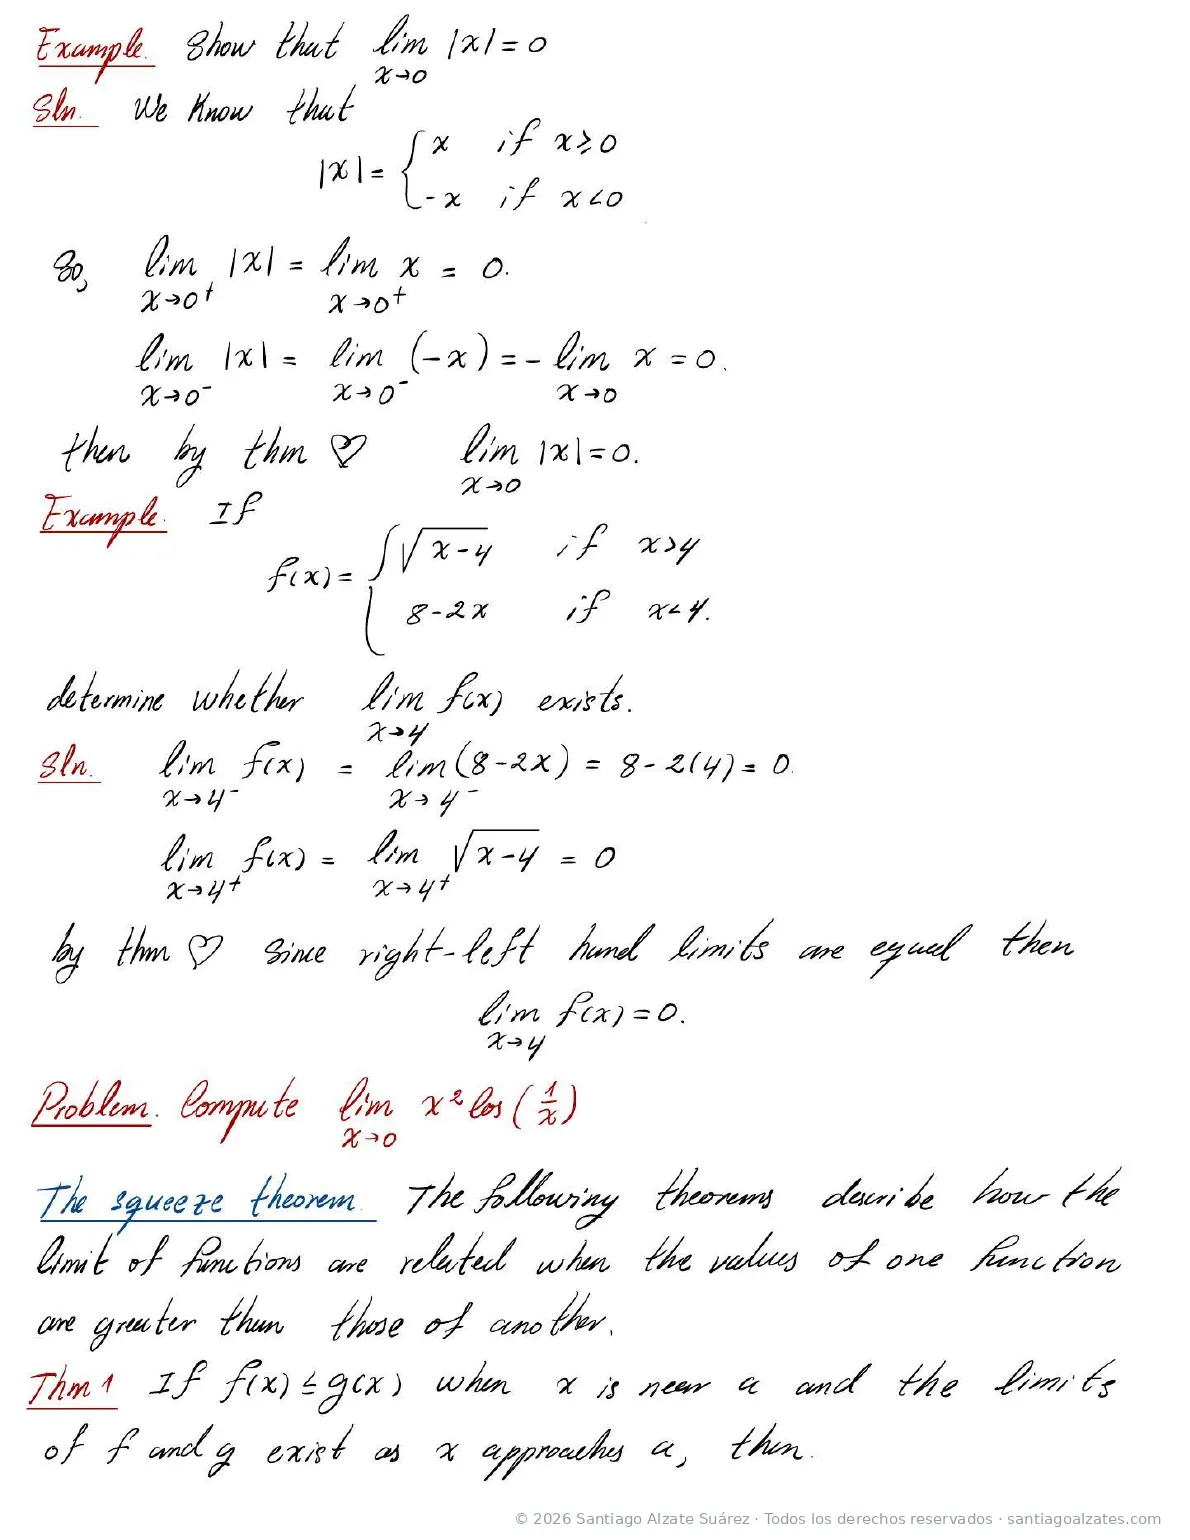 Example. Show that lim |x| = 0
x→0
Sln. We know that
|x| = { x if x ≥ 0
-x if x < 0
So, lim |x| = lim x = 0.
x→0⁺ x→0⁺
lim |x| = lim (-x) = - lim x = 0.
x→0⁻ x→0⁻ x→0
then by thm ♡ lim |x| = 0.
x→0
Example. If
f(x) = { √(x-4) if x > 4
8-2x if x < 4.
determine whether lim f(x) exists.
x→4
Sln. lim f(x) = lim (8-2x) = 8-2(4) = 0.
x→4⁻ x→4⁻
lim f(x) = lim √(x-4) = 0
x→4⁺ x→4⁺
by thm ♡ since right-left hand limits are equal then
lim f(x) = 0.
x→4
Problem. Compute lim x² cos(1/x)
x→0
The squeeze theorem. The following theorems describe how the
limit of functions are related when the values of one function
are greater than those of another.
Thm 1 If f(x) ≤ g(x) when x is near a and the limits
of f and g exist as x approaches a, then.
© 2026 Santiago Alzate Suárez · Todos los derechos reservados · santiagoalzates.com